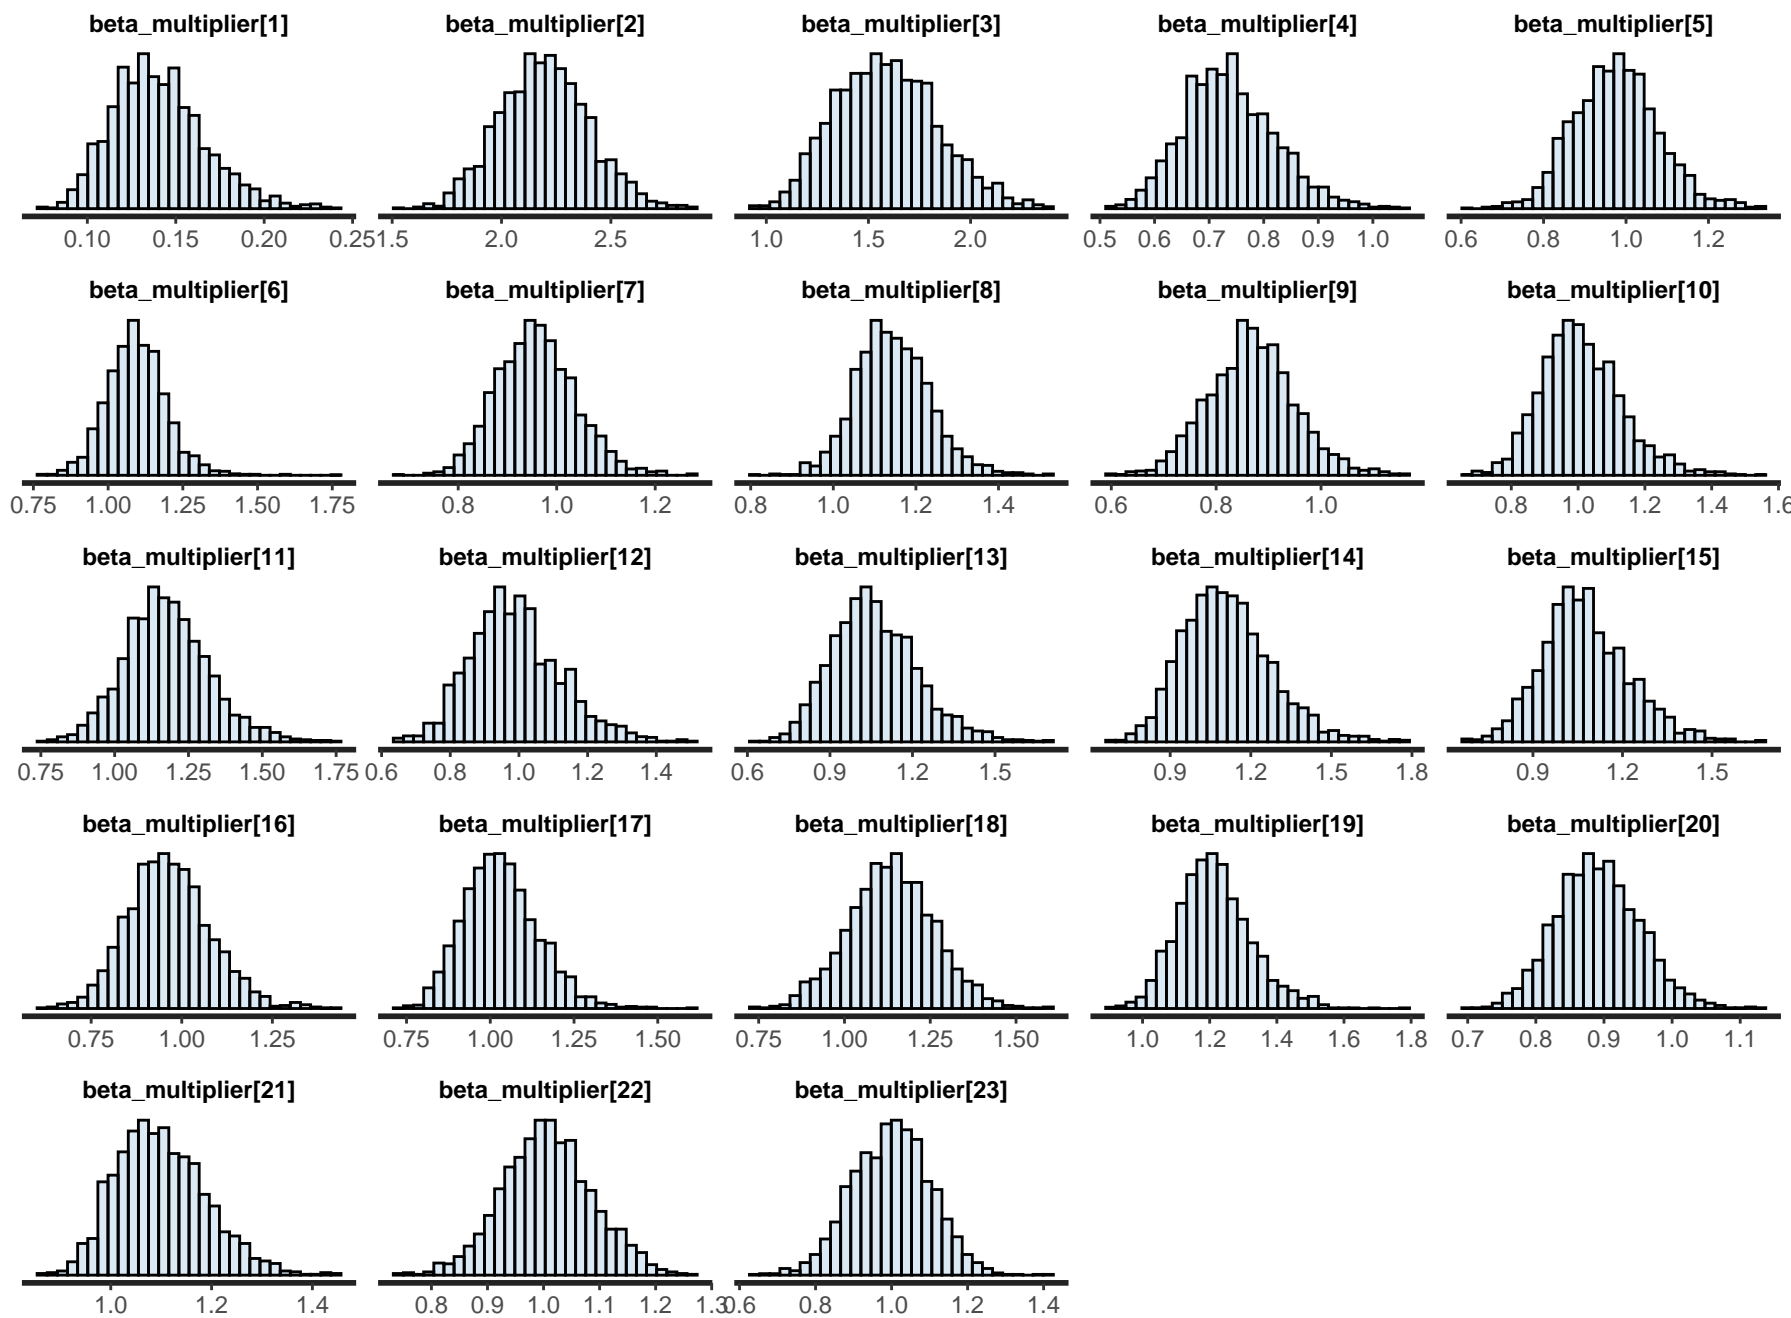 beta_multiplier[1] beta_multiplier[2] beta_multiplier[3] beta_multiplier[4] beta_multiplier[5]
0.10 0.15 0.20 0.25 1.5 2.0 2.5 1.0 1.5 2.0 0.5 0.6 0.7 0.8 0.9 1.0 0.6 0.8 1.0 1.2
beta_multiplier[6] beta_multiplier[7] beta_multiplier[8] beta_multiplier[9] beta_multiplier[10]
0.75 1.00 1.25 1.50 1.75 0.8 1.0 1.2 0.8 1.0 1.2 1.4 0.6 0.8 1.0 0.8 1.0 1.2 1.4 1.6
beta_multiplier[11] beta_multiplier[12] beta_multiplier[13] beta_multiplier[14] beta_multiplier[15]
0.75 1.00 1.25 1.50 1.75 0.6 0.8 1.0 1.2 1.4 0.6 0.9 1.2 1.5 0.9 1.2 1.5 1.8 0.9 1.2 1.5
beta_multiplier[16] beta_multiplier[17] beta_multiplier[18] beta_multiplier[19] beta_multiplier[20]
0.75 1.00 1.25 0.75 1.00 1.25 1.50 0.75 1.00 1.25 1.50 1.0 1.2 1.4 1.6 1.8 0.7 0.8 0.9 1.0 1.1
beta_multiplier[21] beta_multiplier[22] beta_multiplier[23]
1.0 1.2 1.4 0.8 0.9 1.0 1.1 1.2 1.3 0.6 0.8 1.0 1.2 1.4